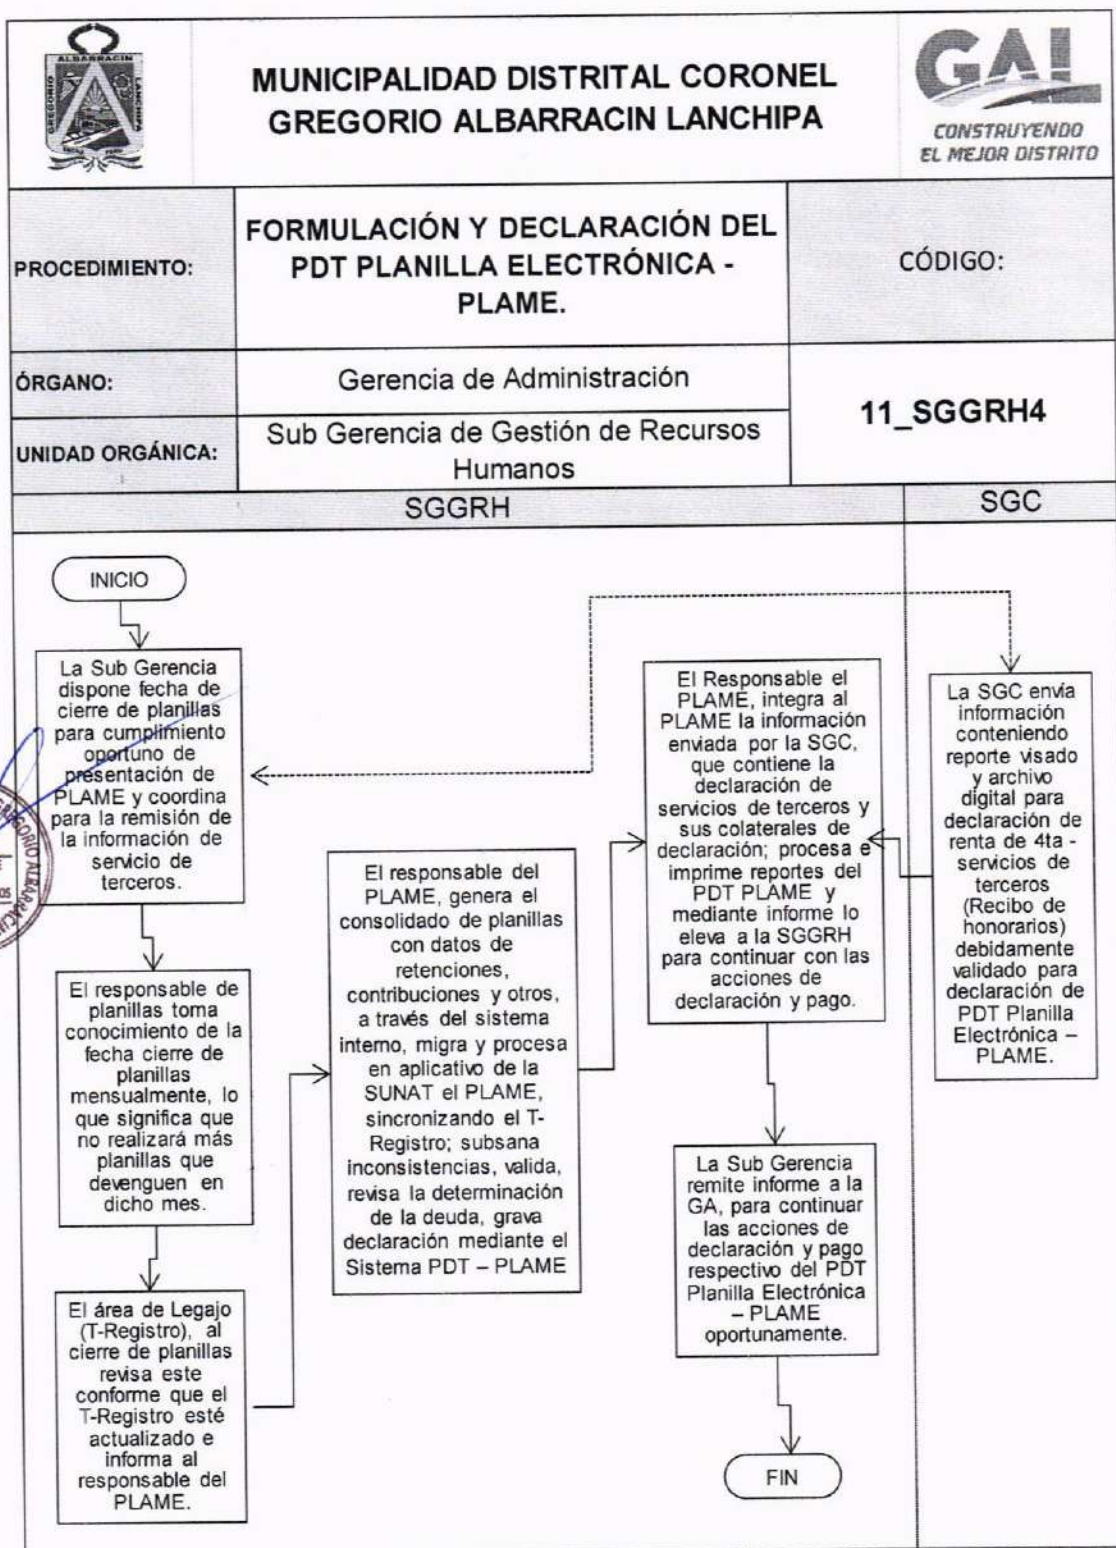 ALBARRACIN
GREGORIO
LANCHIPA
MUNICIPALIDAD DISTRITAL CORONEL
GREGORIO ALBARRACIN LANCHIPA
GAL
CONSTRUYENDO
EL MEJOR DISTRITO
PROCEDIMIENTO:
FORMULACIÓN Y DECLARACIÓN DEL
PDT PLANILLA ELECTRÓNICA -
PLAME.
CÓDIGO:
ÓRGANO:
Gerencia de Administración
11_SGGRH4
UNIDAD ORGÁNICA:
Sub Gerencia de Gestión de Recursos
Humanos
SGGRH
SGC
INICIO
La Sub Gerencia
dispone fecha de
cierre de planillas
para cumplimiento
oportuno de
presentación de
PLAME y coordina
para la remisión de
la información de
servicio de
terceros.
El responsable de
planillas toma
conocimiento de la
fecha cierre de
planillas
mensualmente, lo
que significa que
no realizará más
planillas que
devenguen en
dicho mes.
El área de Legajo
(T-Registro), al
cierre de planillas
revisa este
conforme que el
T-Registro esté
actualizado e
informa al
responsable del
PLAME.
El responsable del
PLAME, genera el
consolidado de planillas
con datos de
retenciones,
contribuciones y otros,
a través del sistema
interno, migra y procesa
en aplicativo de la
SUNAT el PLAME,
sincronizando el T-
Registro; subsana
inconsistencias, valida,
revisa la determinación
de la deuda, grava
declaración mediante el
Sistema PDT – PLAME
El Responsable el
PLAME, integra al
PLAME la información
enviada por la SGC,
que contiene la
declaración de
servicios de terceros y
sus colaterales de
declaración; procesa e
imprime reportes del
PDT PLAME y
mediante informe lo
eleva a la SGGRH
para continuar con las
acciones de
declaración y pago.
La Sub Gerencia
remite informe a la
GA, para continuar
las acciones de
declaración y pago
respectivo del PDT
Planilla Electrónica
– PLAME
oportunamente.
FIN
La SGC envía
información
conteniendo
reporte visado
y archivo
digital para
declaración de
renta de 4ta -
servicios de
terceros
(Recibo de
honorarios)
debidamente
validado para
declaración de
PDT Planilla
Electrónica –
PLAME.
GREGORIO ALBARRACIN